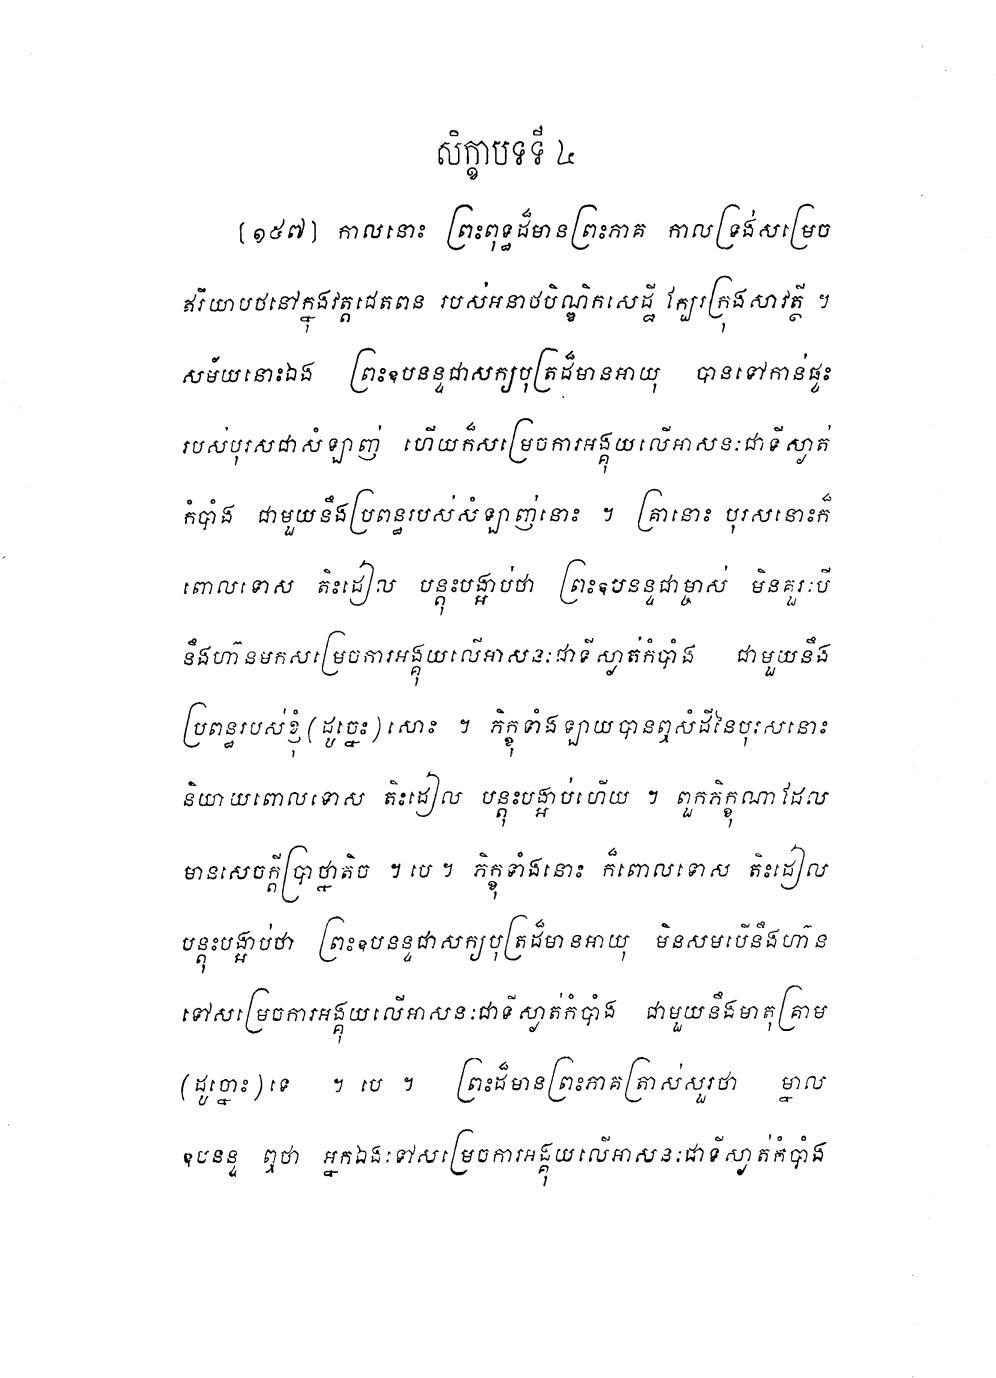 សិក្ខាបទទី ៤
[១៥៧] កាលនោះ ព្រះពុទ្ធដ៏មានព្រះភាគ កាលទ្រង់សម្រេច
ឥរិយាបថនៅក្នុងវត្តជេតពន របស់អនាថបិណ្ឌិកសេដ្ឋី ក្បែរក្រុងសាវត្ថី ។
សម័យនោះឯង ព្រះឧបនន្ទជាសក្យបុត្រដ៏មានអាយុ បានទៅកាន់ផ្ទះ
របស់បុរសជាសំឡាញ់ ហើយក៏សម្រេចការអង្គុយលើអាសនៈជាទីស្ងាត់
កំបាំង ជាមួយនឹងប្រពន្ធរបស់សំឡាញ់នោះ ។ គ្រានោះ បុរសនោះក៏
ពោលទោស តិះដៀល បន្តុះបង្អាប់ថា ព្រះឧបនន្ទជាម្ចាស់ មិនគួរៈបី
នឹងហ៊ានមកសម្រេចការអង្គុយលើអាសនៈជាទីស្ងាត់កំបាំង ជាមួយនឹង
ប្រពន្ធរបស់ខ្ញុំ (ដូច្នេះ) សោះ ។ ភិក្ខុទាំងឡាយបានឮសំដីនៃបុរសនោះ
និយាយពោលទោស តិះដៀល បន្តុះបង្អាប់ហើយ ។ ពួកភិក្ខុណាដែល
មានសេចក្តីប្រាថ្នាតិច ។ បេ ។ ភិក្ខុទាំងនោះ ក៏ពោលទោស តិះដៀល
បន្តុះបង្អាប់ថា ព្រះឧបនន្ទជាសក្យបុត្រដ៏មានអាយុ មិនសមបើនឹងហ៊ាន
ទៅសម្រេចការអង្គុយលើអាសនៈជាទីស្ងាត់កំបាំង ជាមួយនឹងមាតុគ្រាម
(ដូច្នោះ) ទេ ។ បេ ។ ព្រះដ៏មានព្រះភាគត្រាស់សួរថា ម្នាល
ឧបនន្ទ ឮថា អ្នកឯងៈទៅសម្រេចការអង្គុយលើអាសនៈជាទីស្ងាត់កំបាំង